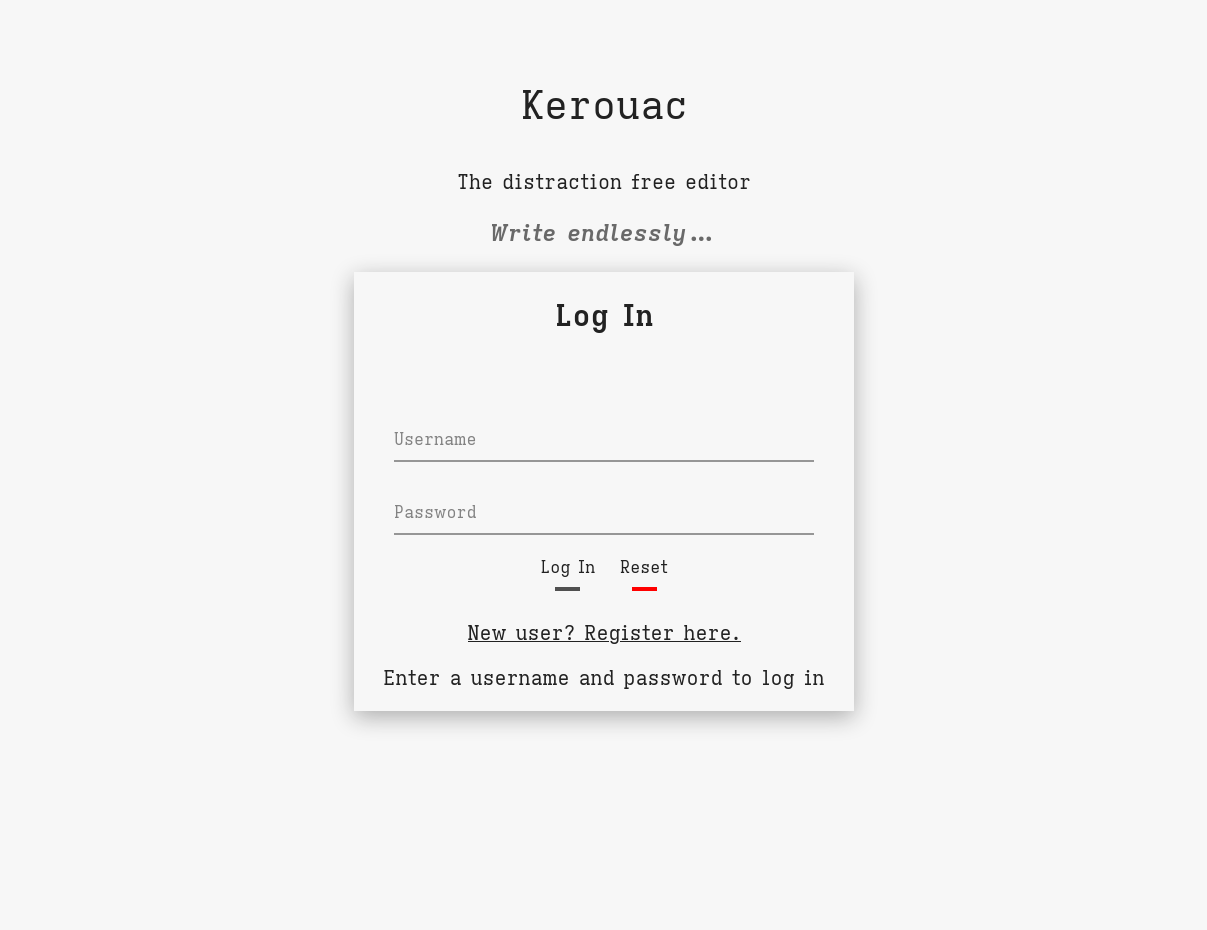 Kerouac
The distraction free editor
Write endlessly...
Log In
Username
Password
Log In Reset
New user? Register here.
Enter a username and password to log in